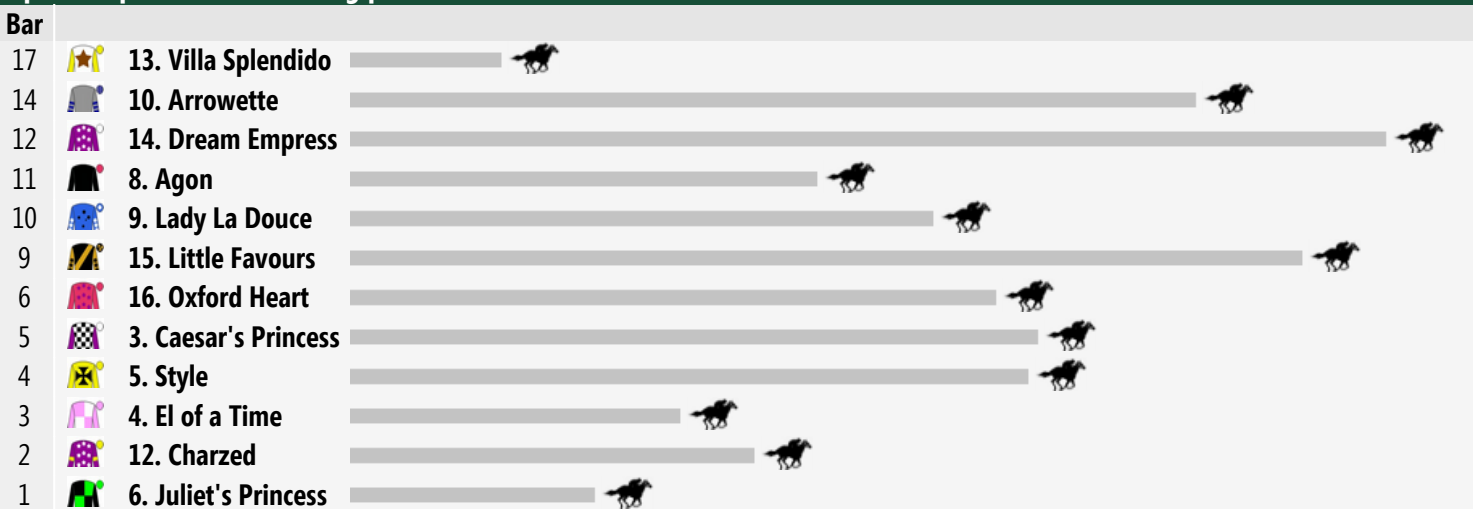 Bar
17 13. Villa Splendido
14 10. Arrowette
12 14. Dream Empress
11 8. Agon
10 9. Lady La Douce
9 15. Little Favours
6 16. Oxford Heart
5 3. Caesar's Princess
4 5. Style
3 4. El of a Time
2 12. Charzed
1 6. Juliet's Princess